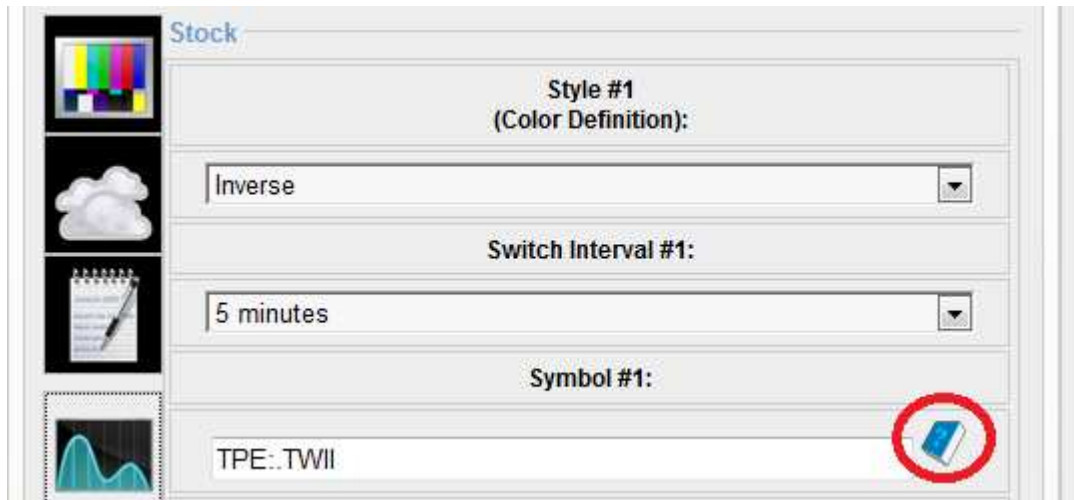 Stock
Style #1
(Color Definition):
Inverse
Switch Interval #1:
5 minutes
Symbol #1:
TPE:.TWII